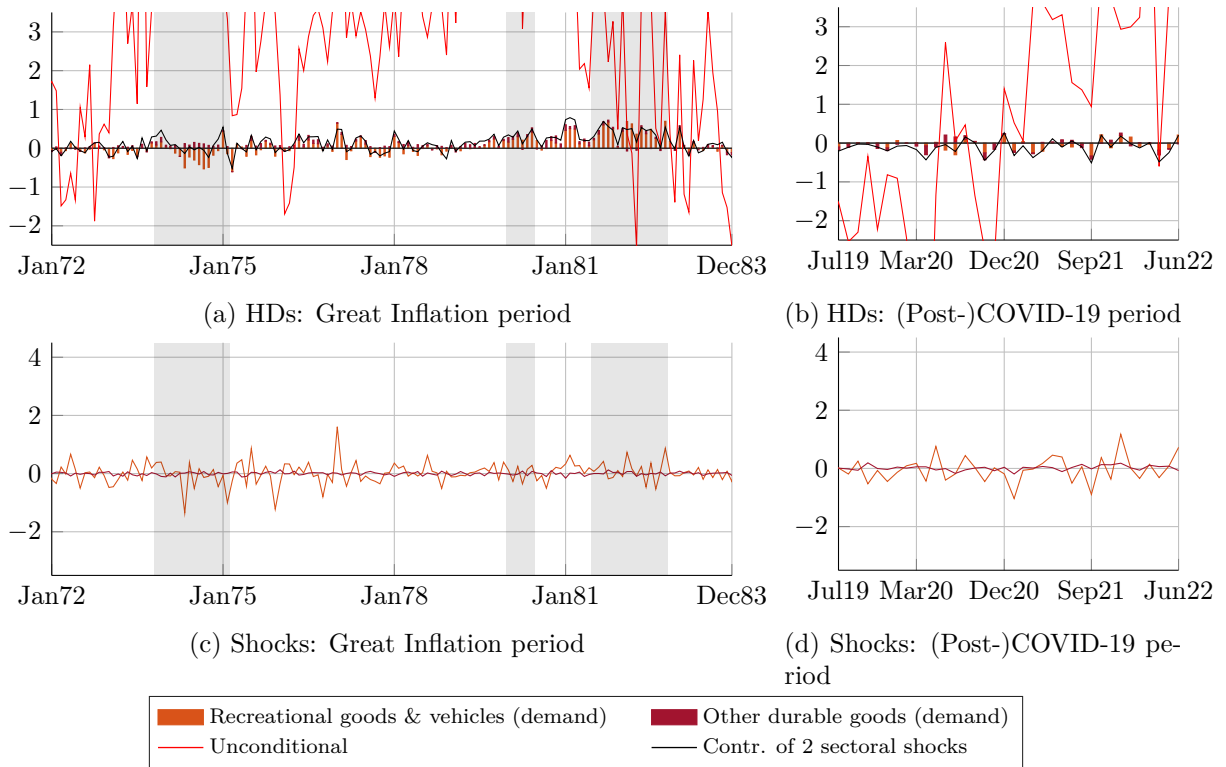 3
2
1
0
−1
−2
Jan72 Jan75 Jan78 Jan81 Dec83
(a) HDs: Great Inflation period
3
2
1
0
−1
−2
Jul19 Mar20 Dec20 Sep21 Jun22
(b) HDs: (Post-)COVID-19 period
4
2
0
−2
Jan72 Jan75 Jan78 Jan81 Dec83
(c) Shocks: Great Inflation period
4
2
0
−2
Jul19 Mar20 Dec20 Sep21 Jun22
(d) Shocks: (Post-)COVID-19 pe-
riod
Recreational goods & vehicles (demand) Other durable goods (demand)
Unconditional Contr. of 2 sectoral shocks